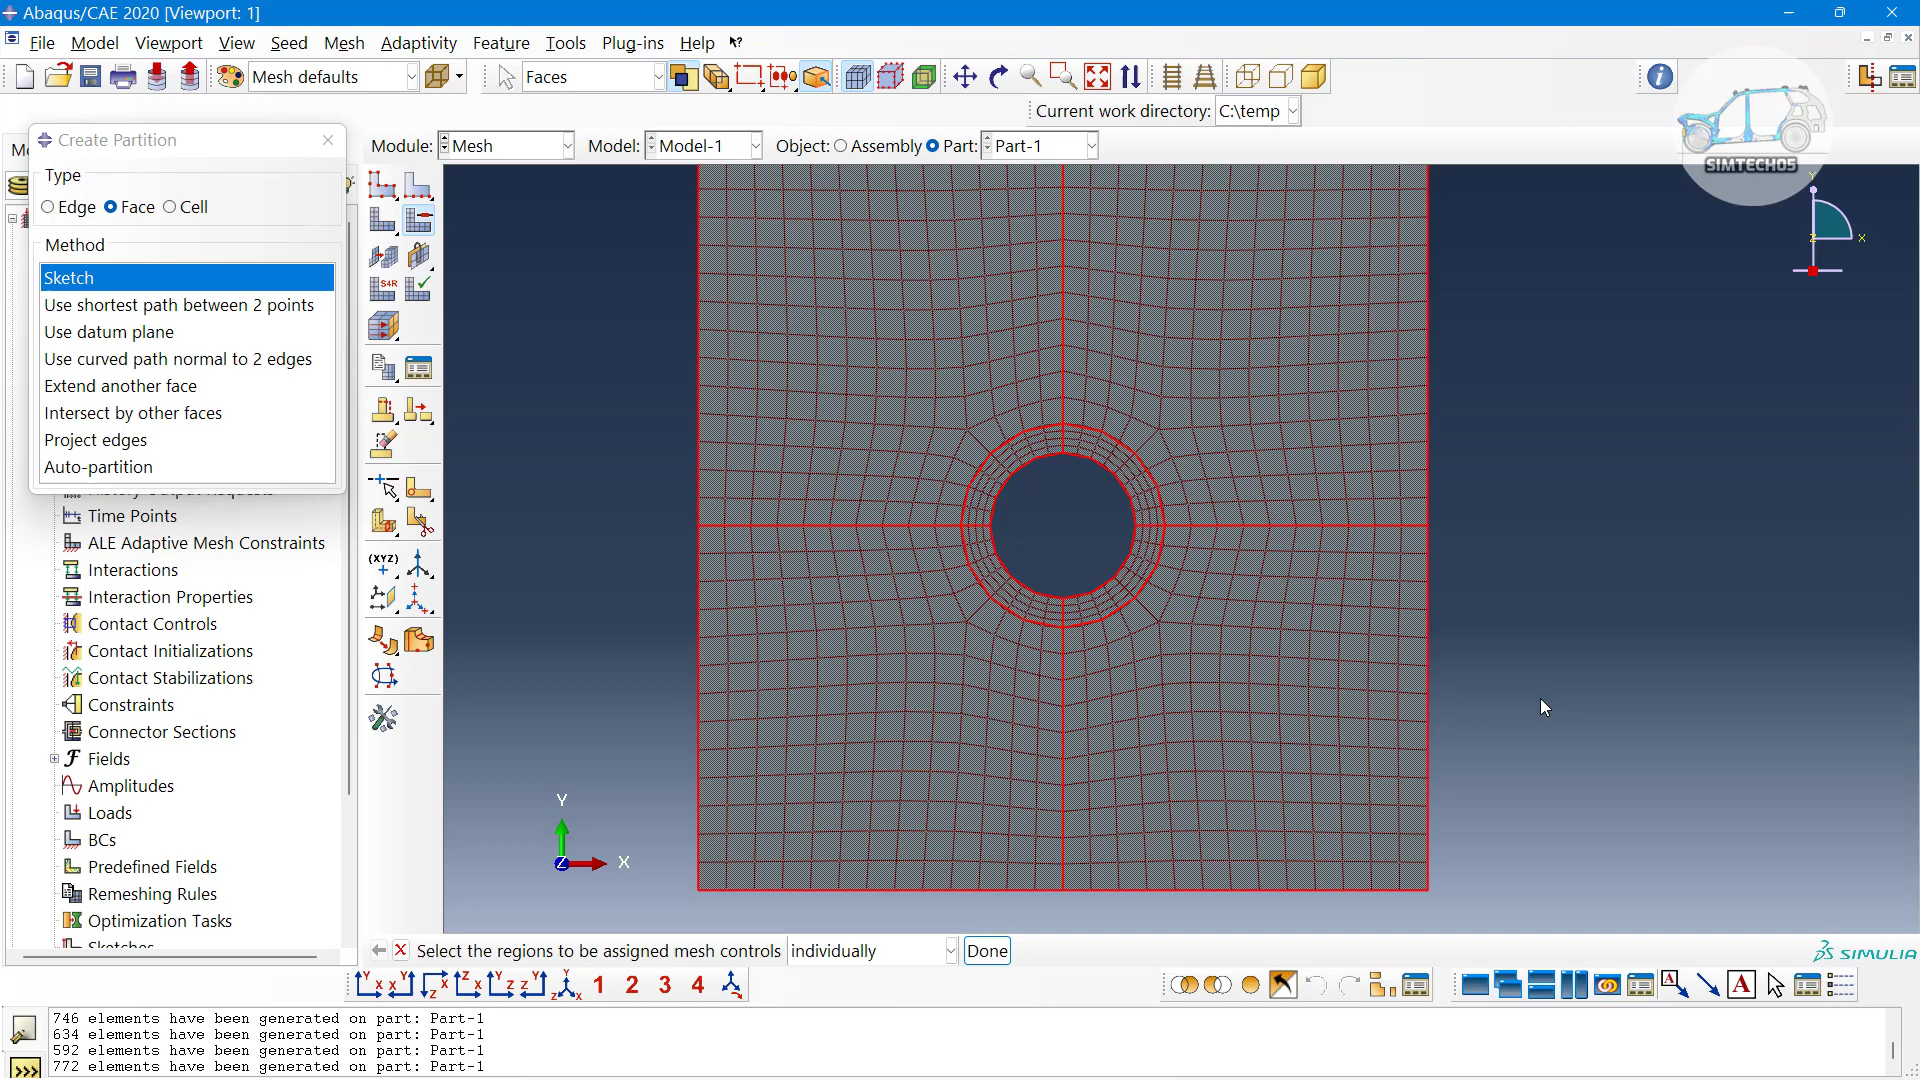 Abaqus/CAE 2020 [Viewport: 1]
File Model Viewport View Seed Mesh Adaptivity Feature Tools Plug-ins Help
Mesh defaults Faces
Current work directory: C:\temp
Module: Mesh Model: Model-1 Object: Assembly Part: Part-1
SIMTECH05
Create Partition
Type
Edge Face Cell
Method
Sketch
Use shortest path between 2 points
Use datum plane
Use curved path normal to 2 edges
Extend another face
Intersect by other faces
Project edges
Auto-partition
Time Points
ALE Adaptive Mesh Constraints
Interactions
Interaction Properties
Contact Controls
Contact Initializations
Contact Stabilizations
Constraints
Connector Sections
Fields
Amplitudes
Loads
BCs
Predefined Fields
Remeshing Rules
Optimization Tasks
Sketches
S4R
(XYZ)
Y
X
Z
Y
X
Z
Select the regions to be assigned mesh controls individually Done
SIMULIA
1 2 3 4
A
746 elements have been generated on part: Part-1
634 elements have been generated on part: Part-1
592 elements have been generated on part: Part-1
772 elements have been generated on part: Part-1
>>>